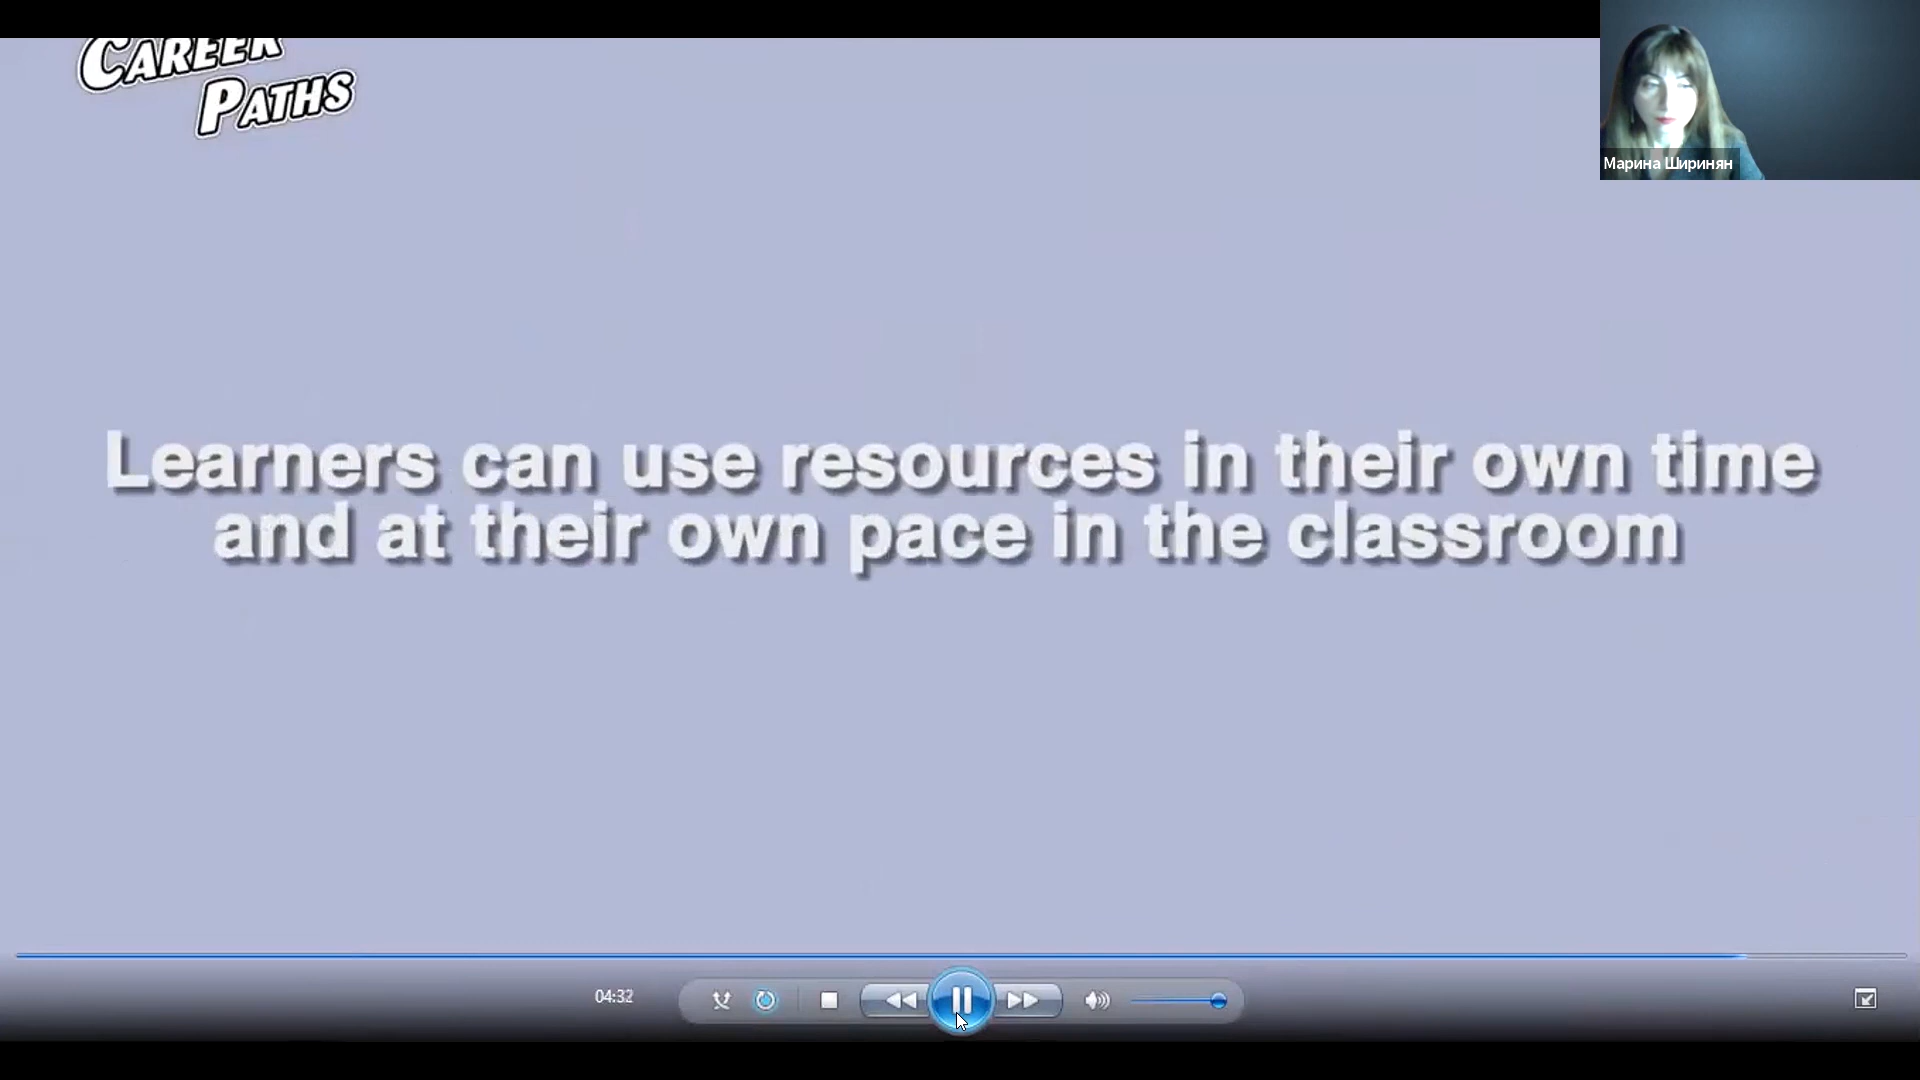 CAREER
PATHS
Марина Ширинян
Learners can use resources in their own time
and at their own pace in the classroom
04:32